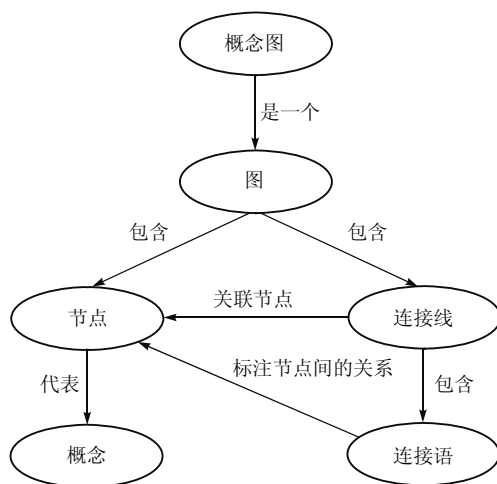 概念图
是一个
图
包含
包含
节点
关联节点
连接线
代表
标注节点间的关系
包含
概念
连接语